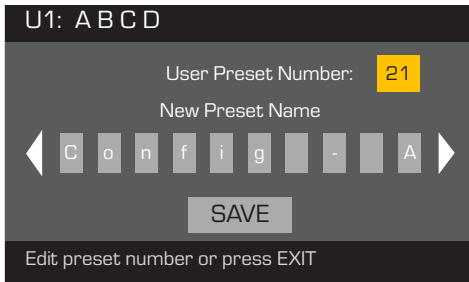 U1: A B C D
User Preset Number: 21
New Preset Name
C o n f i g - A
SAVE
Edit preset number or press EXIT